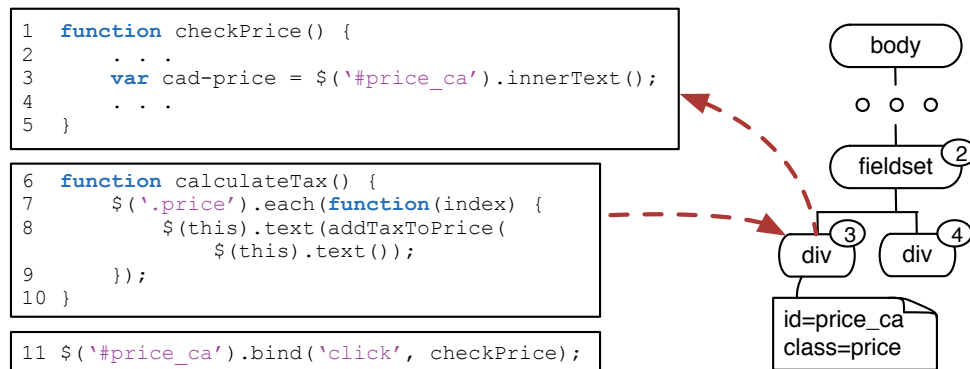 1 function checkPrice() {
2 . . .
3 var cad-price = $(‘#price_ca’).innerText();
4 . . .
5 }
6 function calculateTax() {
7 $(‘.price’).each(function(index) {
8 $(this).text(addTaxToPrice(
$(this).text());
9 });
10 }
11 $(‘#price_ca’).bind(‘click’, checkPrice);
body
fieldset
2
div
3
div
4
id=price_ca
class=price